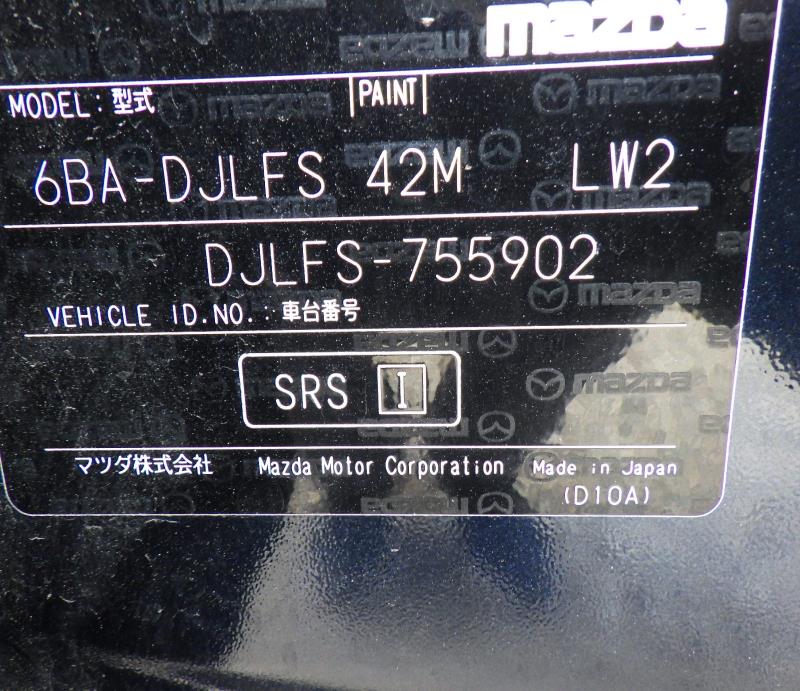 mazda
MODEL : 型式 PAINT
6BA-DJLFS 42M LW2
DJLFS-755902
VEHICLE ID.NO. : 車台番号
SRS I
マツダ株式会社 Mazda Motor Corporation Made in Japan
(D10A)